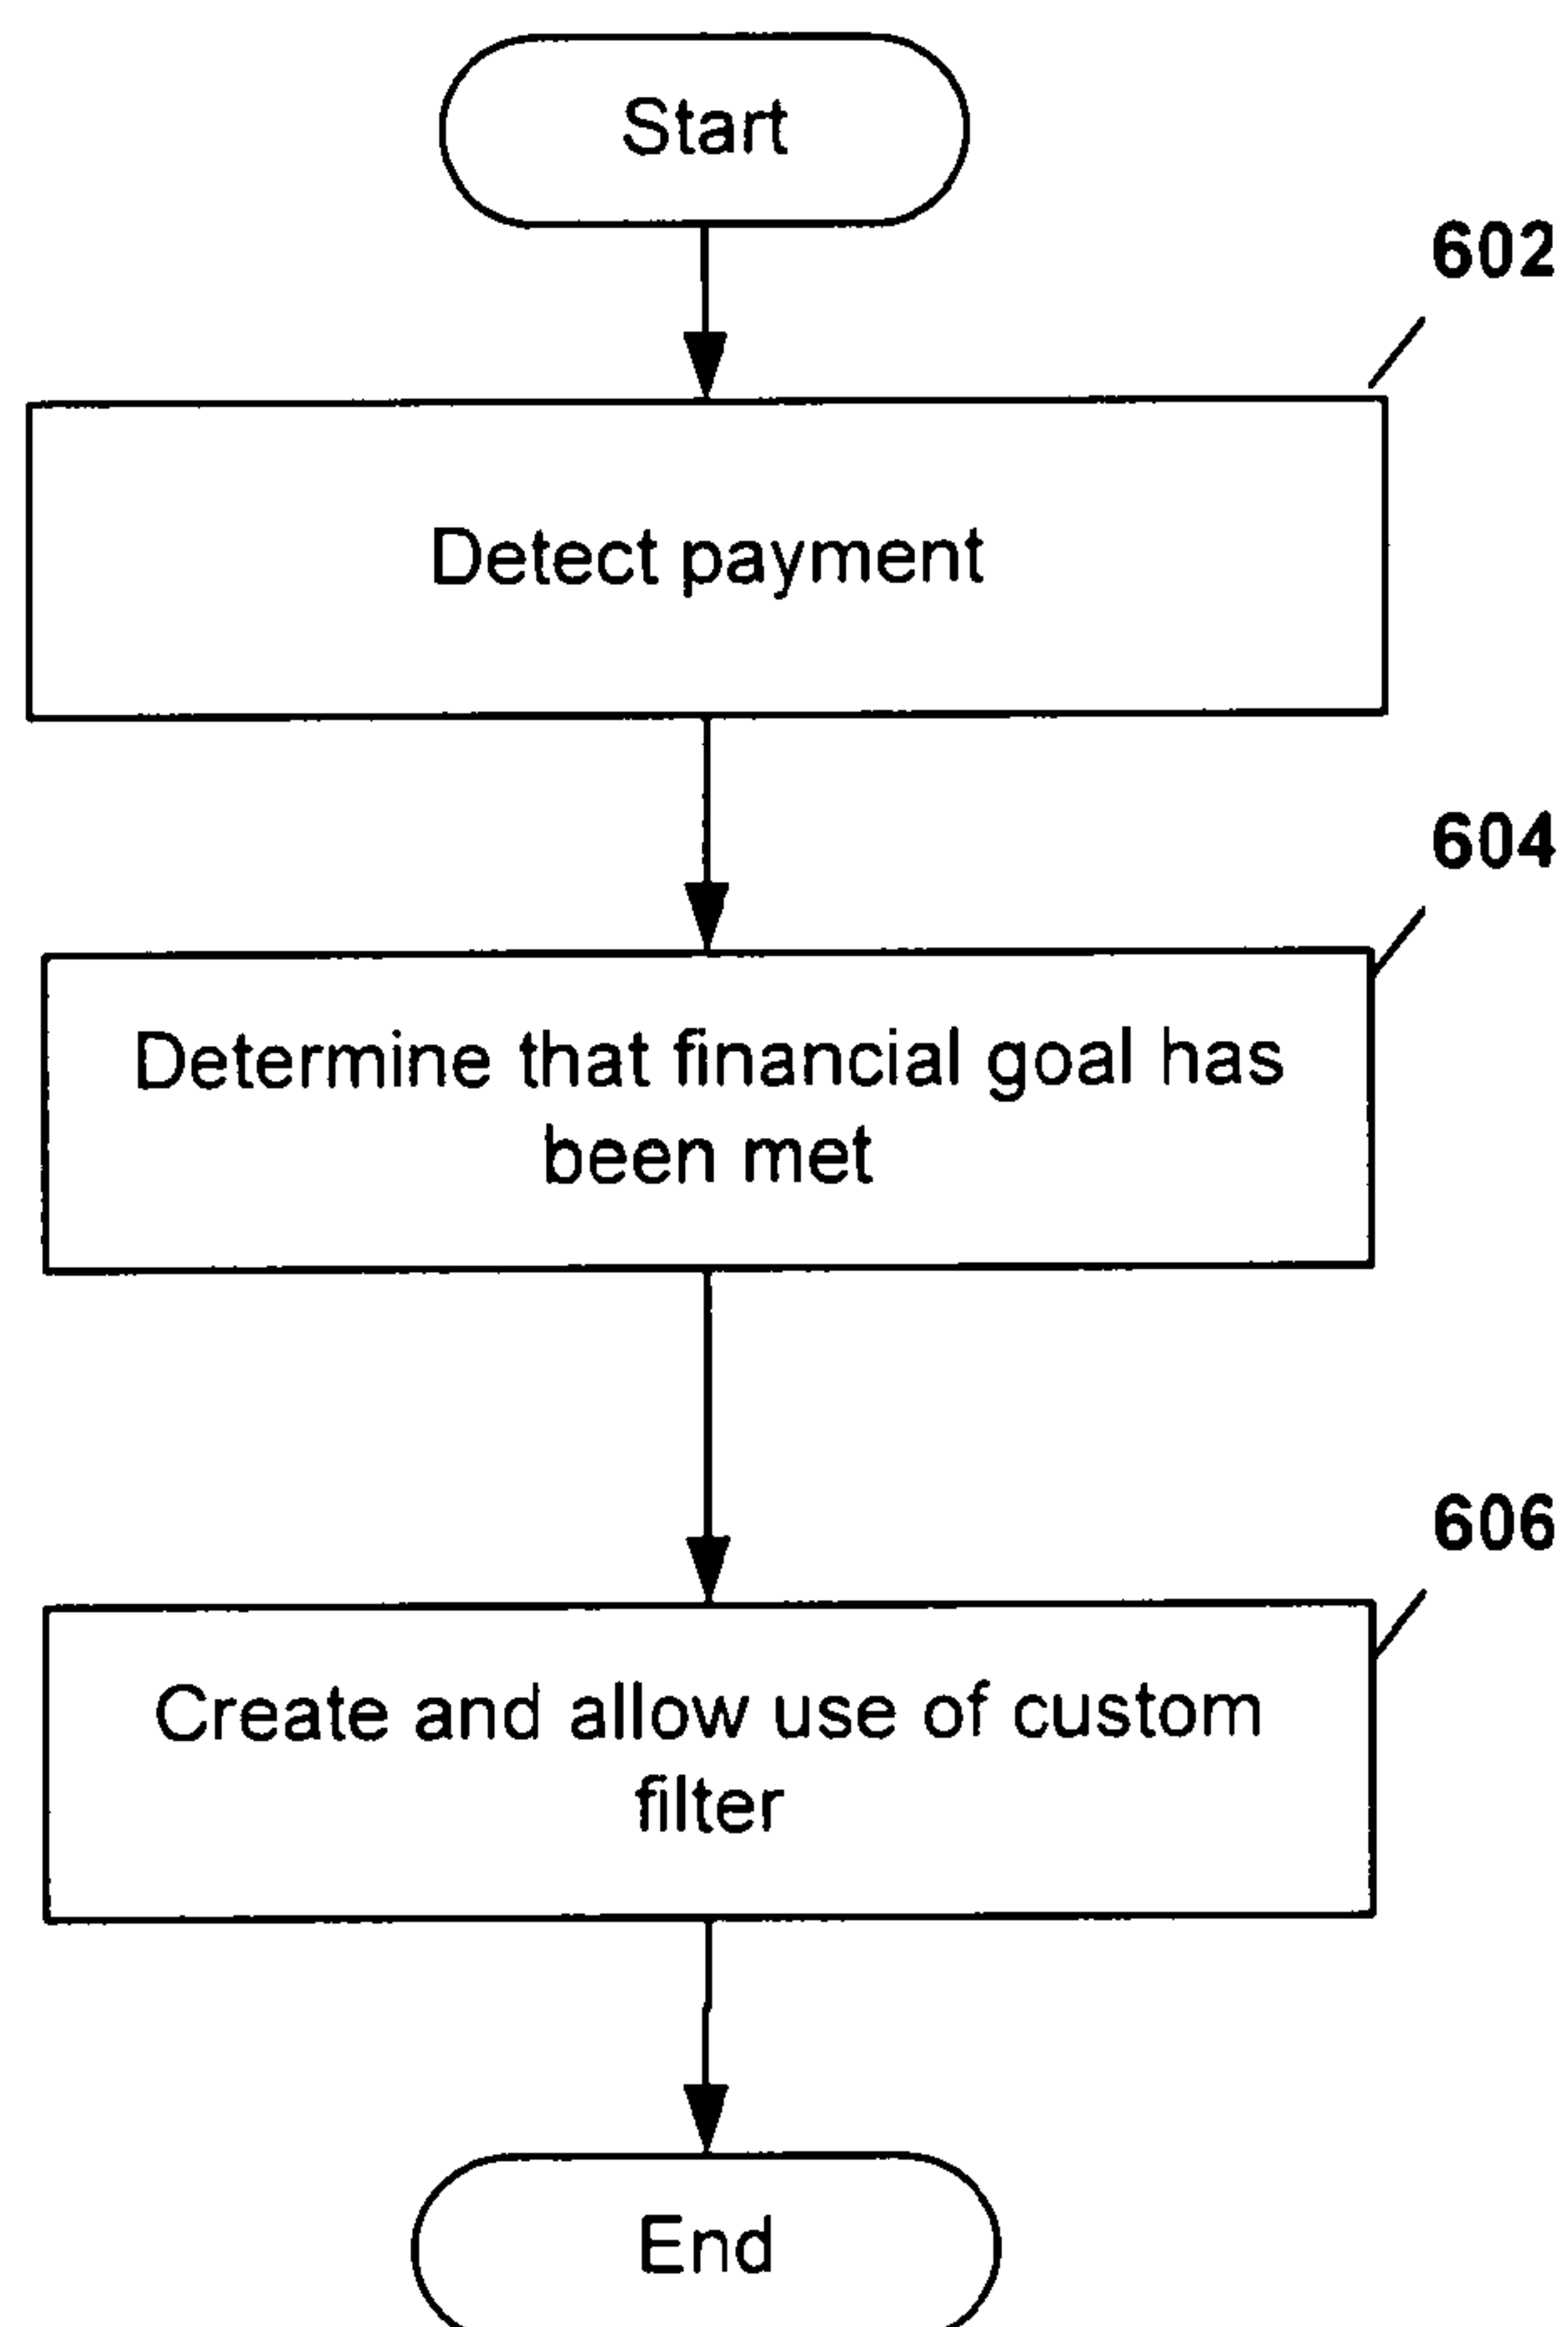 Start
602
Detect payment
604
Determine that financial goal has
been met
606
Create and allow use of custom
filter
End